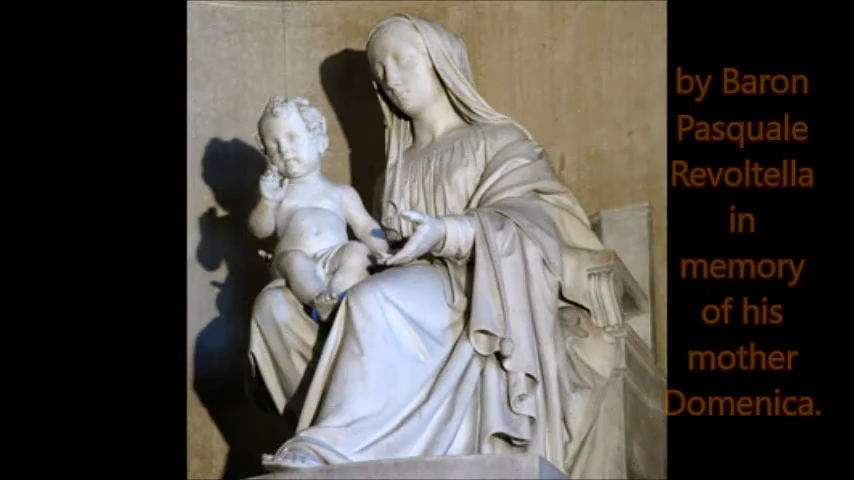 by Baron
Pasquale
Revoltella
in
memory
of his
mother
Domenica.